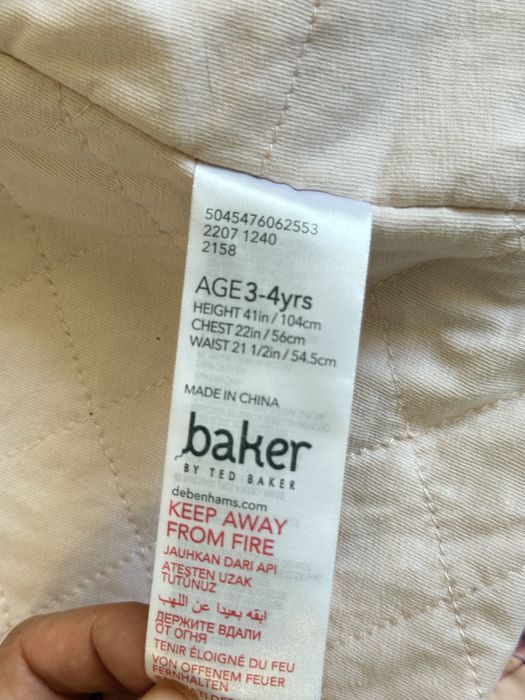 5045476062553
2207 1240
2158
AGE 3-4yrs
HEIGHT 41in / 104cm
CHEST 22in / 56cm
WAIST 21 1/2in / 54.5cm
MADE IN CHINA
baker
BY TED BAKER
debenhams.com
KEEP AWAY
FROM FIRE
JAUHKAN DARI API
ATEŞTEN UZAK
TUTUNUZ
ابقه بعيدا عن اللهب
ДЕРЖИТЕ ВДАЛИ
ОТ ОГНЯ
TENIR ÉLOIGNÉ DU FEU
VON OFFENEM FEUER
FERNHALTEN